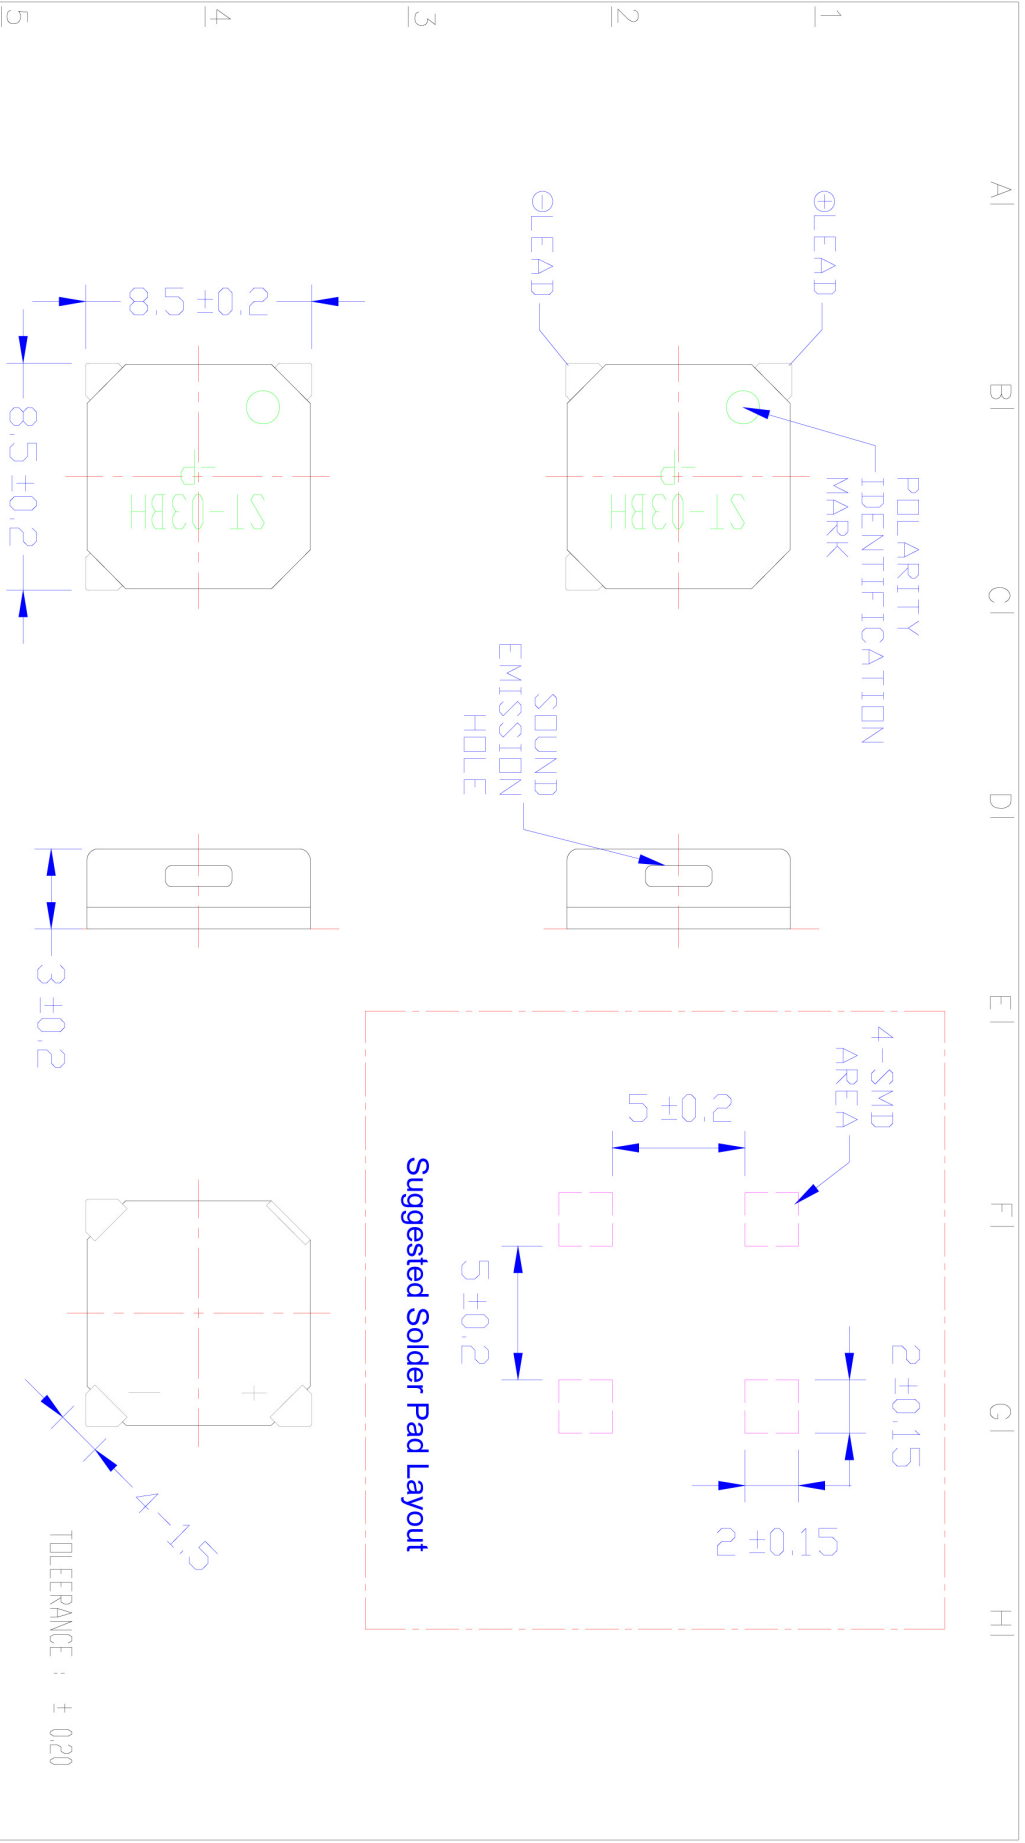 A
B
C
D
E
F
G
H
1
2
3
4
5
⊕LEAD
⊖LEAD
POLARITY
IDENTIFICATION
MARK
ST-03BH
SOUND
EMISSION
HOLE
4-SMD
AREA
5±0.2
5±0.2
2±0.15
2±0.15
Suggested Solder Pad Layout
8.5±0.2
8.5±0.2
ST-03BH
3±0.2
—
+
4-1.5
TOLEERANCE : ± 0.20